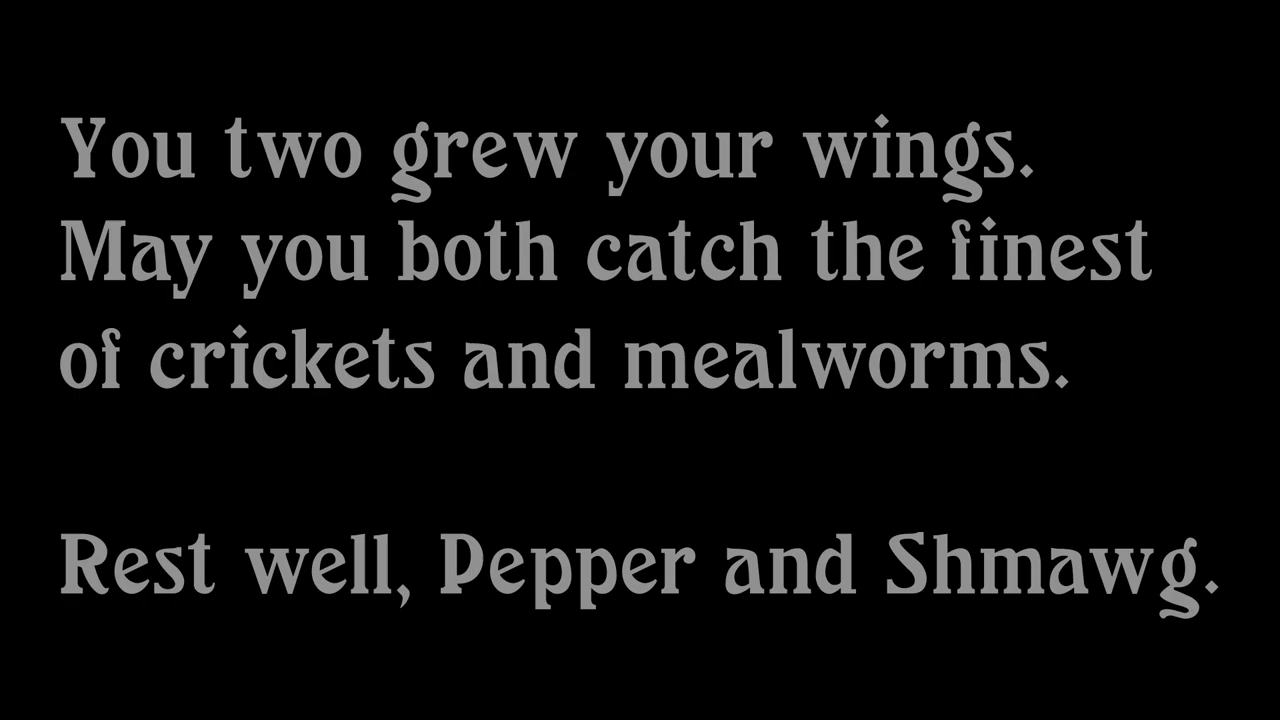 You two grew your wings.
May you both catch the finest
of crickets and mealworms.
Rest well, Pepper and Shmawg.